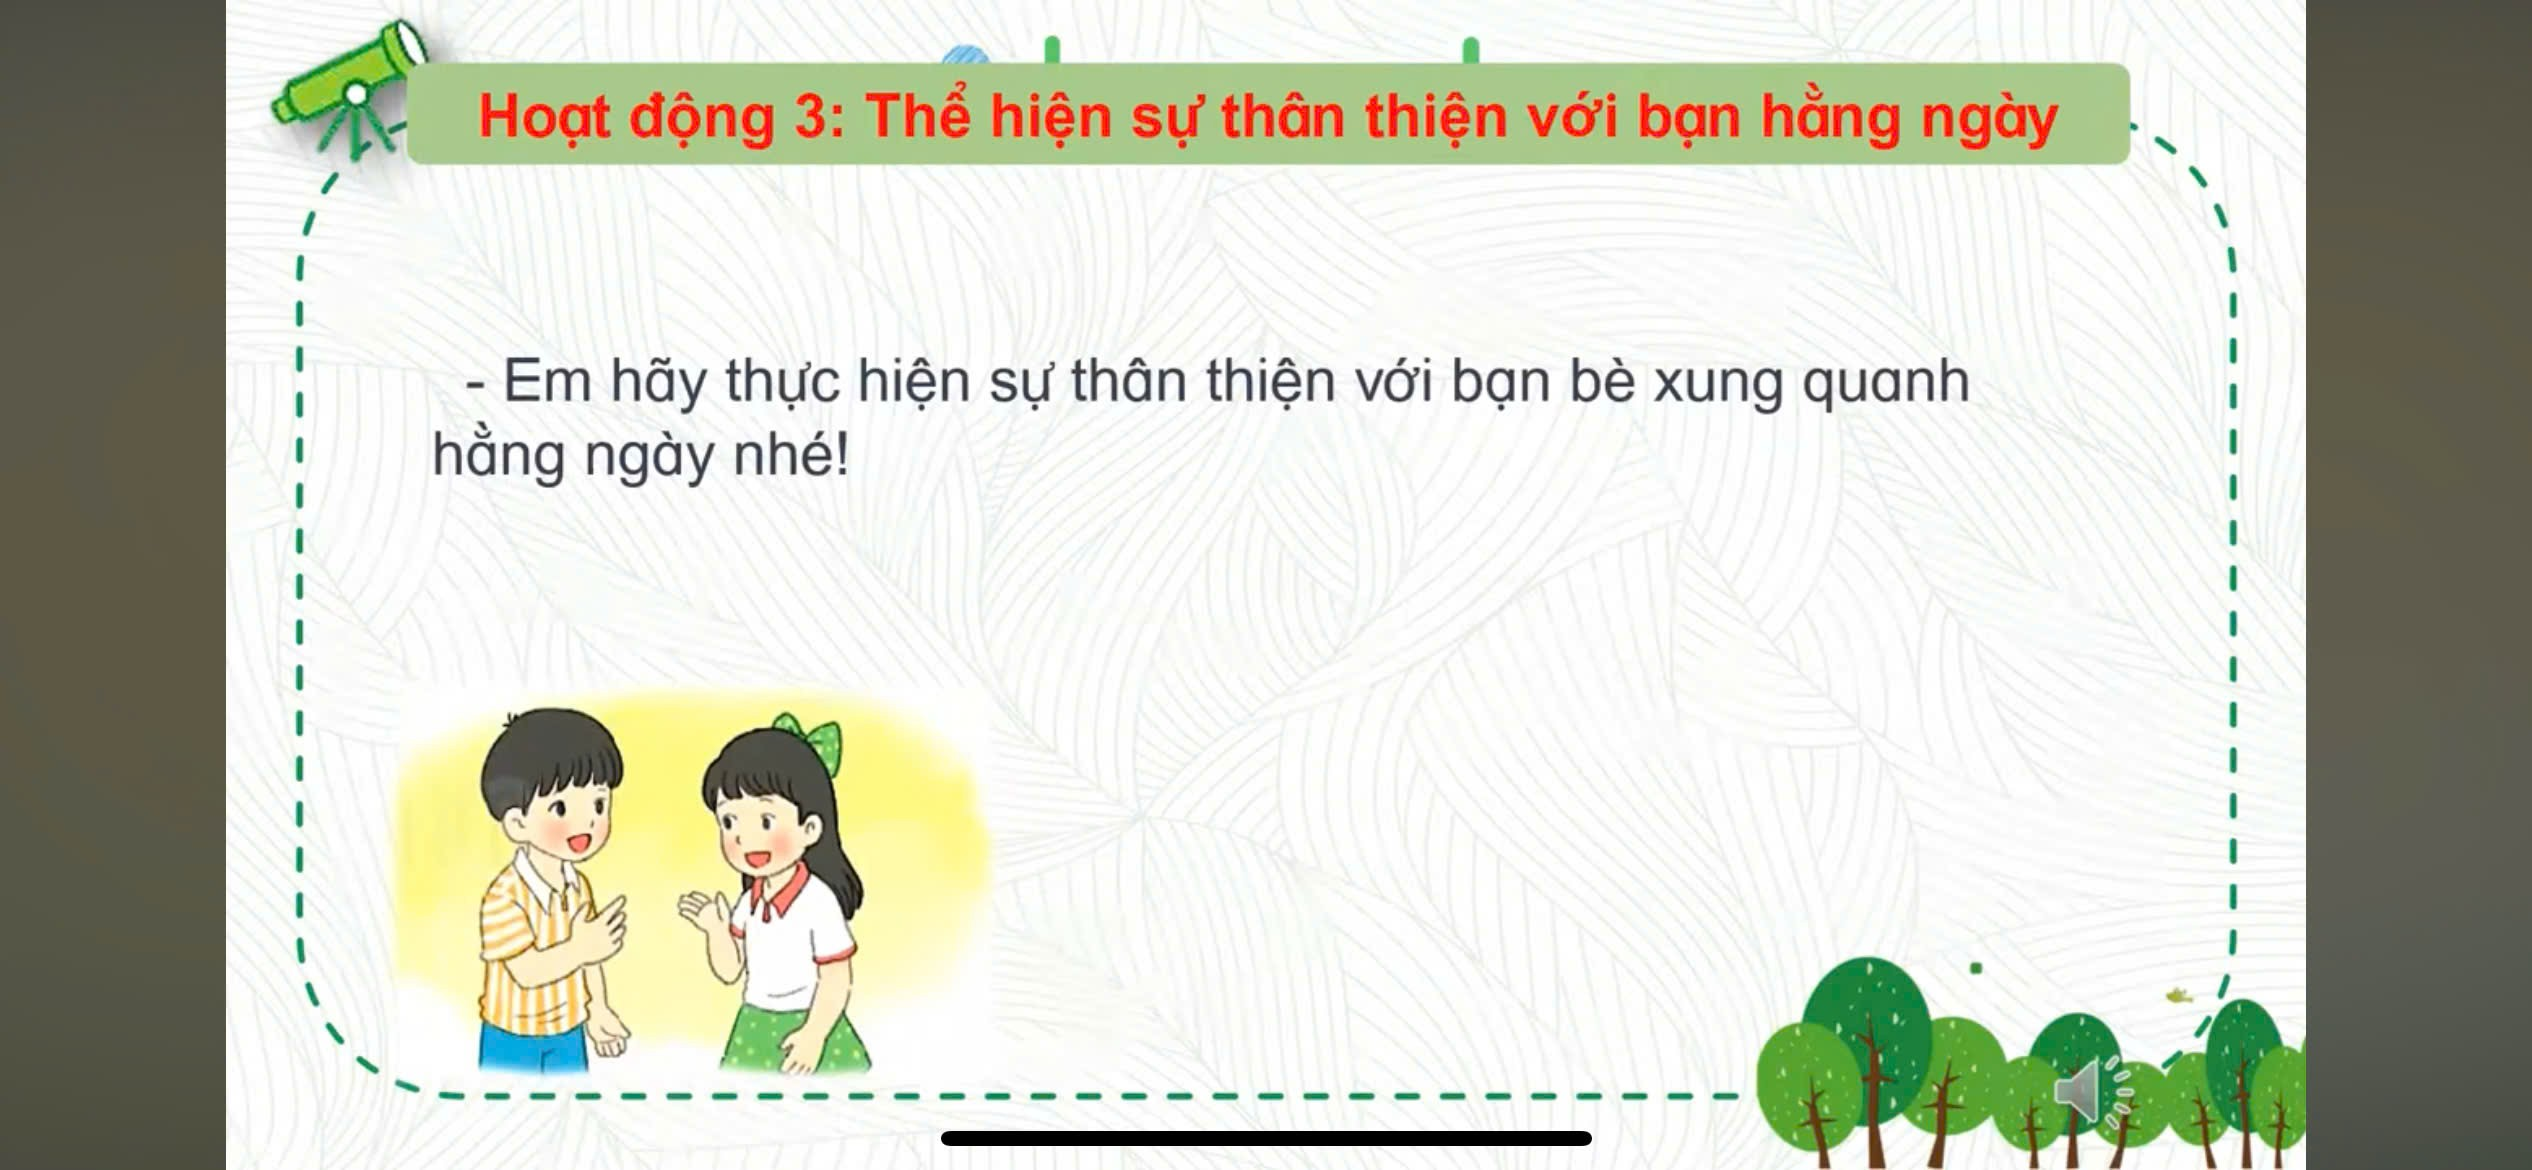 Hoạt động 3: Thể hiện sự thân thiện với bạn hằng ngày
- Em hãy thực hiện sự thân thiện với bạn bè xung quanh
hằng ngày nhé!